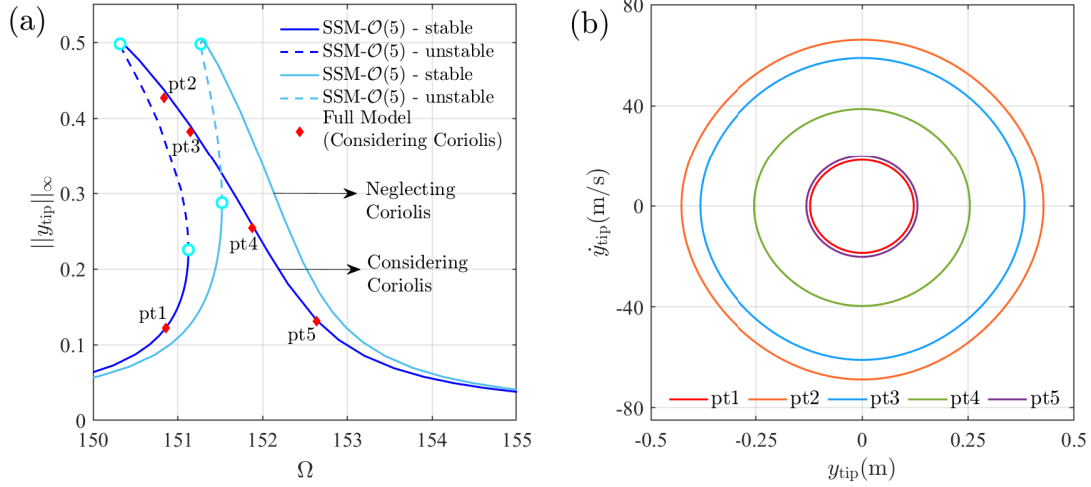 (a)
SSM-𝒪(5) - stable
SSM-𝒪(5) - unstable
SSM-𝒪(5) - stable
SSM-𝒪(5) - unstable
Full Model
(Considering Coriolis)
pt2
pt3
Neglecting
Coriolis
pt4
Considering
Coriolis
pt1
pt5
||y_tip||_∞
0.5
0.4
0.3
0.2
0.1
0
150 151 152 153 154 155
Ω
(b)
ẏ_tip(m/s)
80
40
0
-40
-80
pt1 pt2 pt3 pt4 pt5
-0.5 -0.25 0 0.25 0.5
y_tip(m)